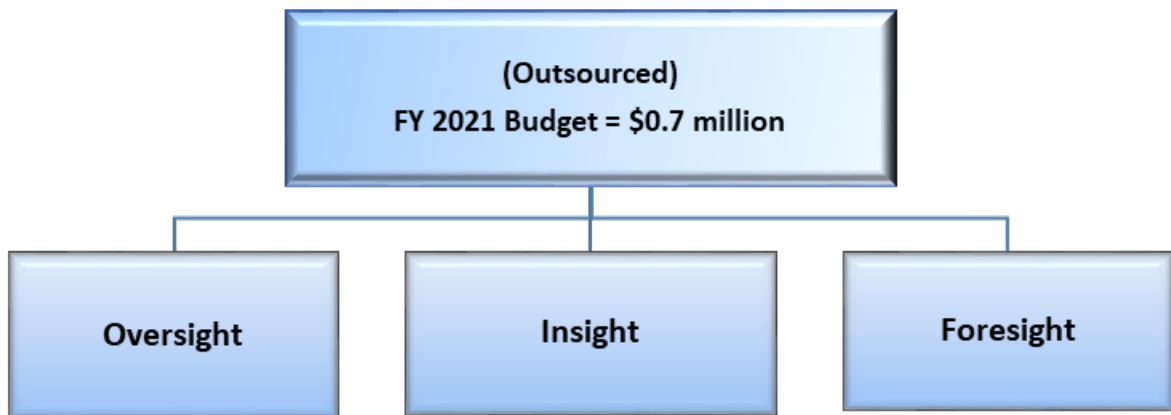 (Outsourced)
FY 2021 Budget = $0.7 million
Oversight
Insight
Foresight